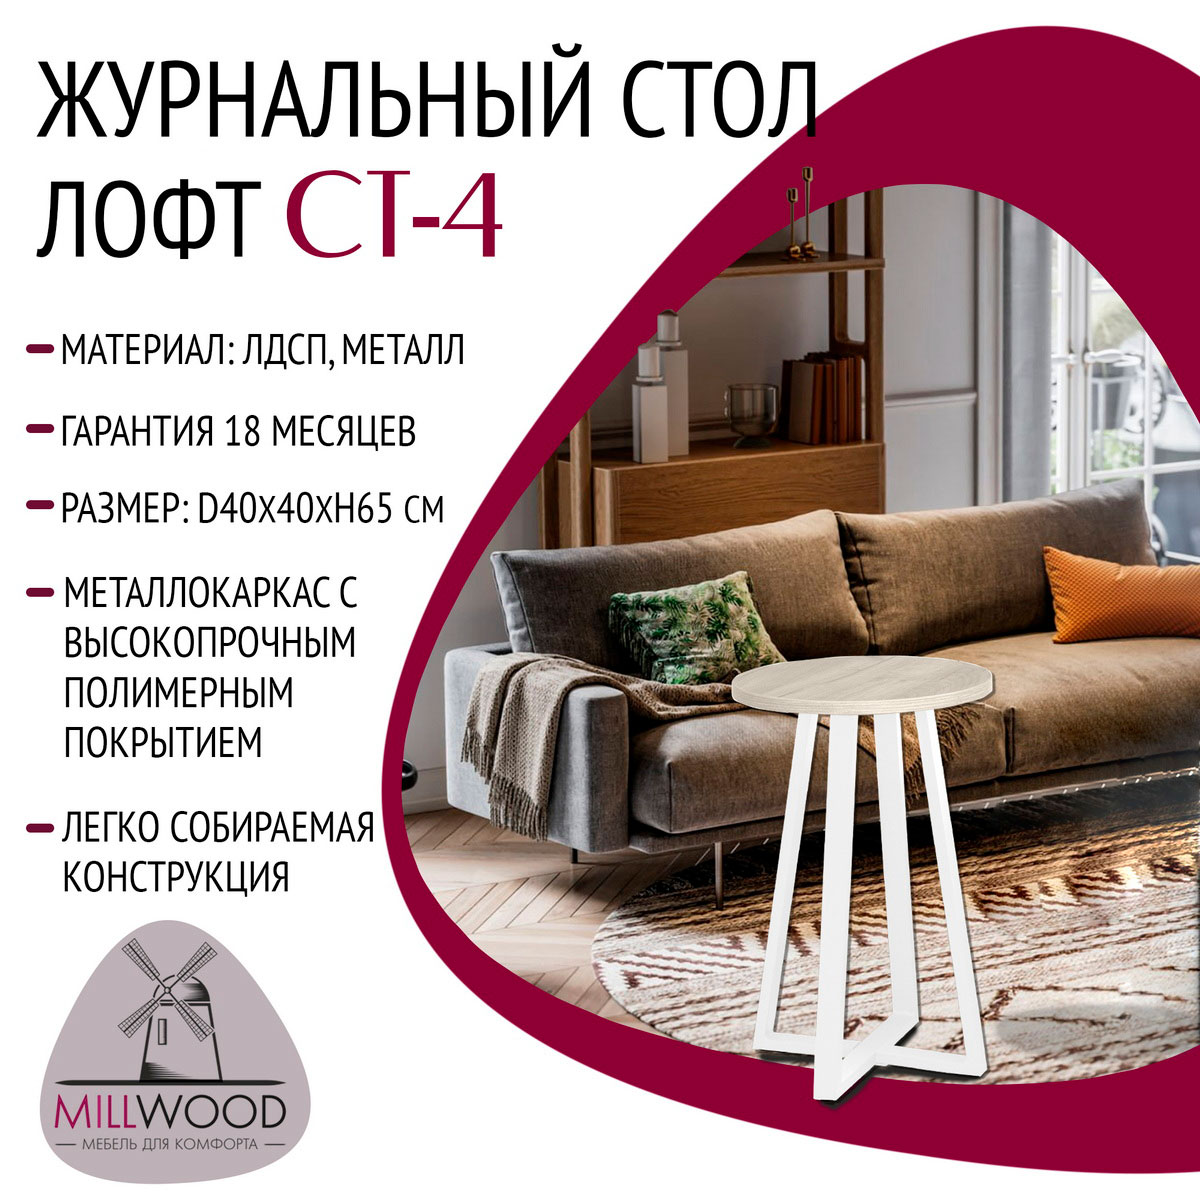 ЖУРНАЛЬНЫЙ СТОЛ
ЛОФТ СТ-4
МАТЕРИАЛ: ЛДСП, МЕТАЛЛ
ГАРАНТИЯ 18 МЕСЯЦЕВ
РАЗМЕР: D40х40хH65 см
МЕТАЛЛОКАРКАС С
ВЫСОКОПРОЧНЫМ
ПОЛИМЕРНЫМ
ПОКРЫТИЕМ
ЛЕГКО СОБИРАЕМАЯ
КОНСТРУКЦИЯ
MILLWOOD
МЕБЕЛЬ ДЛЯ КОМФОРТА